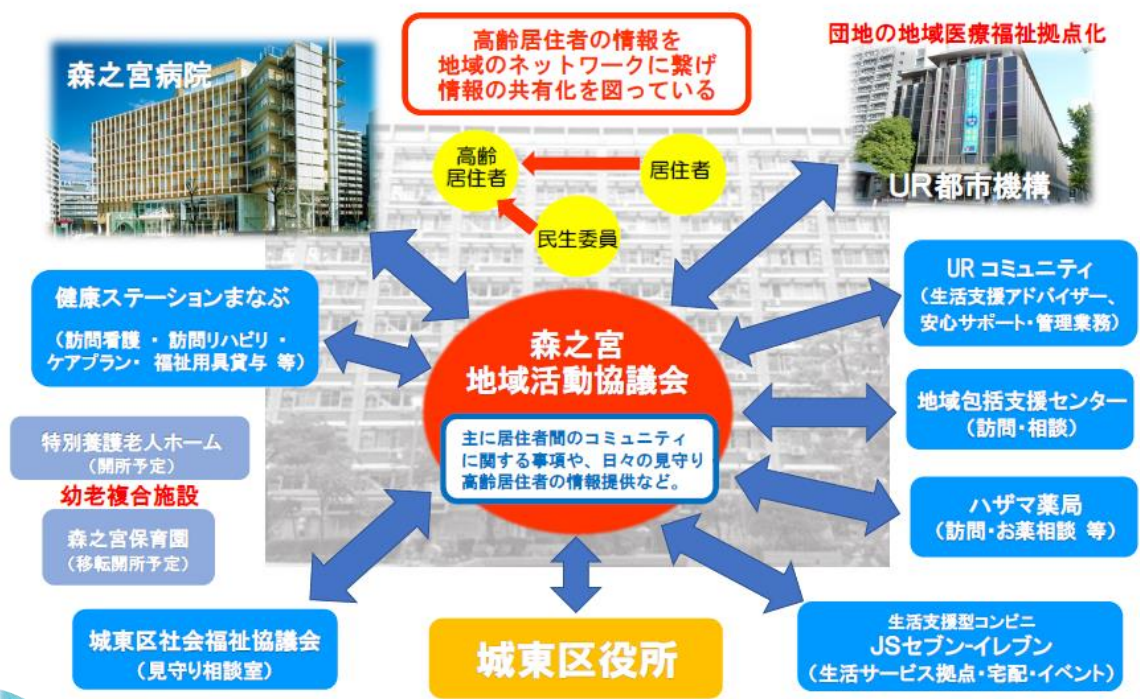 高齢居住者の情報を
地域のネットワークに繋げ
情報の共有化を図っている
団地の地域医療福祉拠点化
森之宮病院
UR都市機構
高齢
居住者
居住者
民生委員
健康ステーションまなぶ
(訪問看護 ・ 訪問リハビリ ・
ケアプラン・ 福祉用具貸与 等)
URコミュニティ
(生活支援アドバイザー、
安心サポート・管理業務)
森之宮
地域活動協議会
主に居住者間のコミュニティ
に関する事項や、日々の見守り
高齢居住者の情報提供など。
地域包括支援センター
(訪問・相談)
特別養護老人ホーム
(開所予定)
幼老複合施設
森之宮保育園
(移転開所予定)
ハザマ薬局
(訪問・お薬相談 等)
城東区社会福祉協議会
(見守り相談室)
城東区役所
生活支援型コンビニ
JSセブン-イレブン
(生活サービス拠点・宅配・イベント)